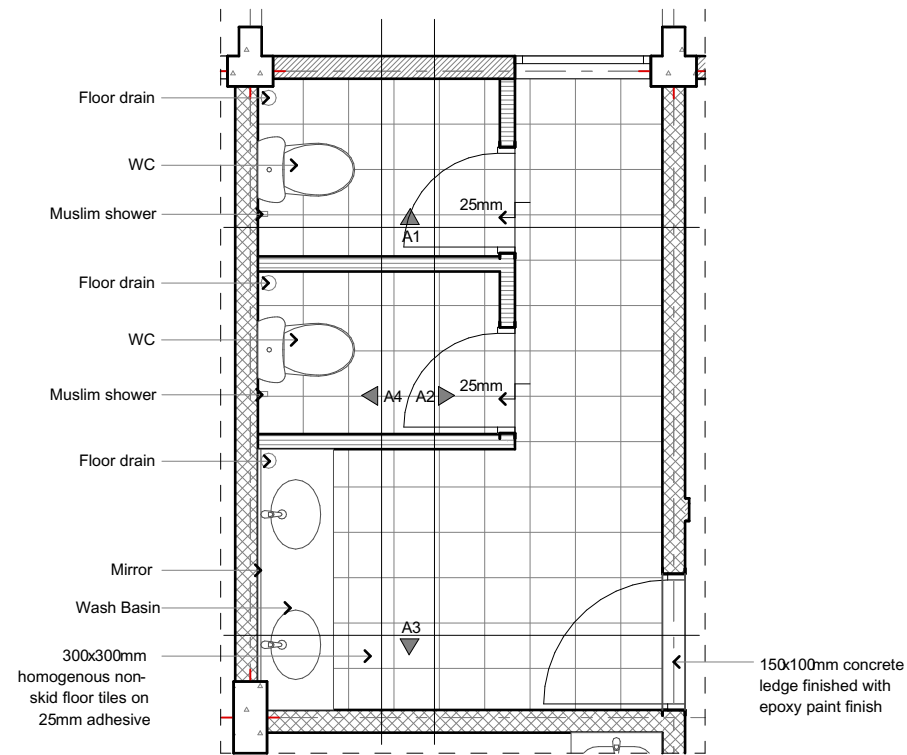 Floor drain
WC
Muslim shower
25mm
A1
Floor drain
WC
Muslim shower
25mm
A4
A2
Floor drain
Mirror
Wash Basin
A3
300x300mm
homogenous non-
skid floor tiles on
25mm adhesive
150x100mm concrete
ledge finished with
epoxy paint finish